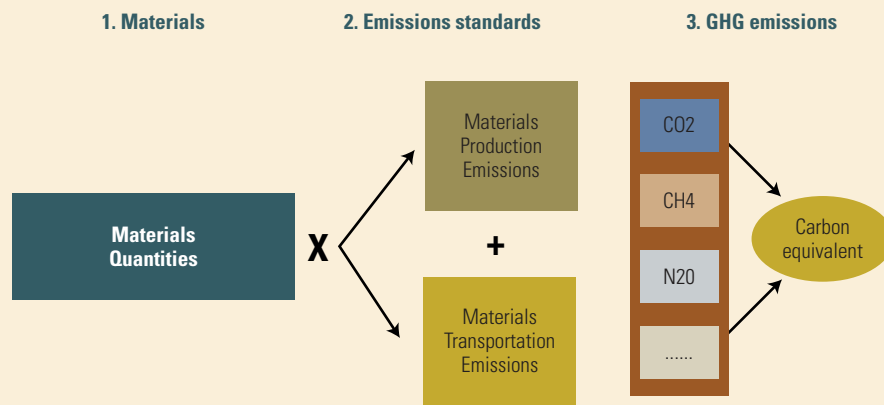 1. Materials
2. Emissions standards
3. GHG emissions
Materials
Quantities
X
Materials
Production
Emissions
+
Materials
Transportation
Emissions
CO2
CH4
N20
......
Carbon
equivalent